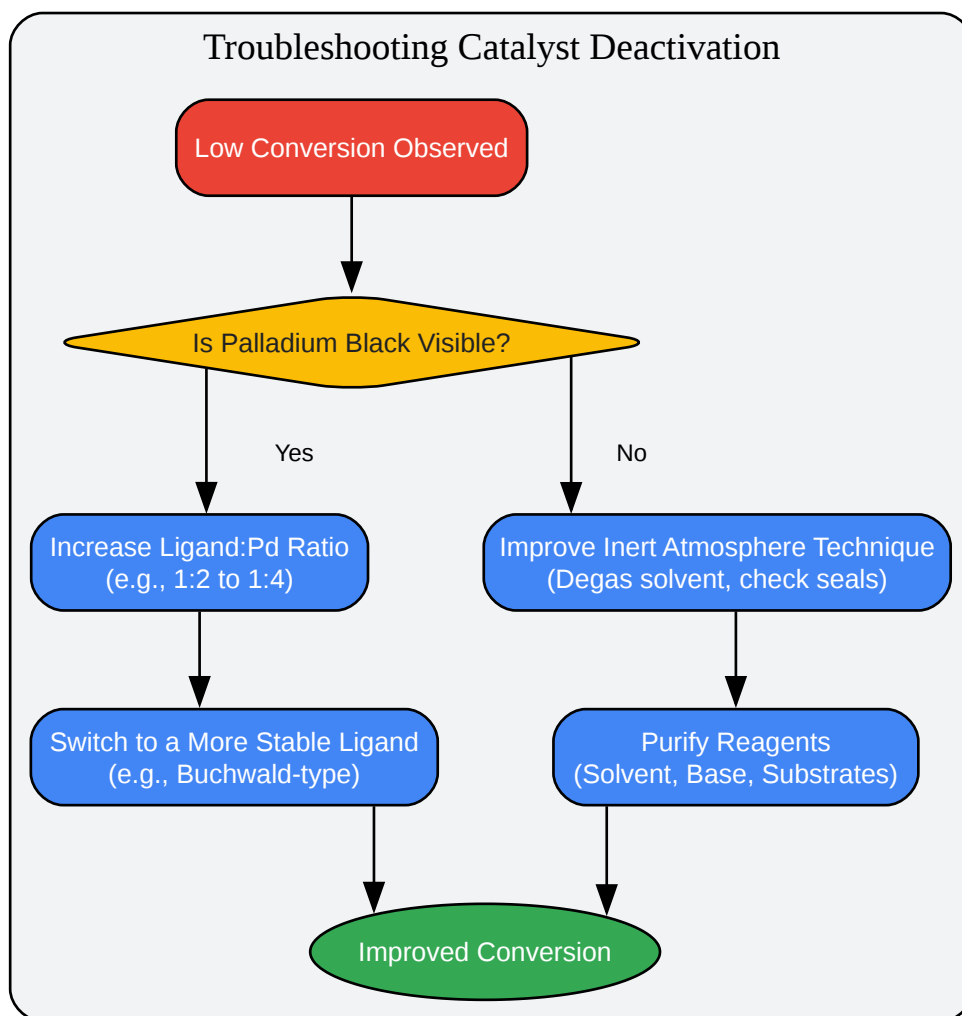 Troubleshooting Catalyst Deactivation
Low Conversion Observed
Is Palladium Black Visible?
Yes
No
Increase Ligand:Pd Ratio
(e.g., 1:2 to 1:4)
Improve Inert Atmosphere Technique
(Degas solvent, check seals)
Switch to a More Stable Ligand
(e.g., Buchwald-type)
Purify Reagents
(Solvent, Base, Substrates)
Improved Conversion